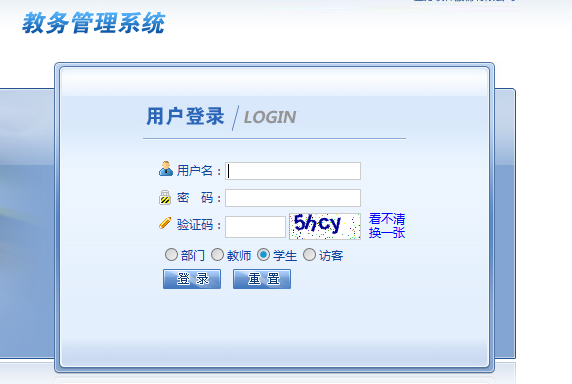 教务管理系统
用户登录 / LOGIN
用户名：
密 码：
验证码： 5hcy 看不清
换一张
部门 教师 学生 访客
登 录 重 置